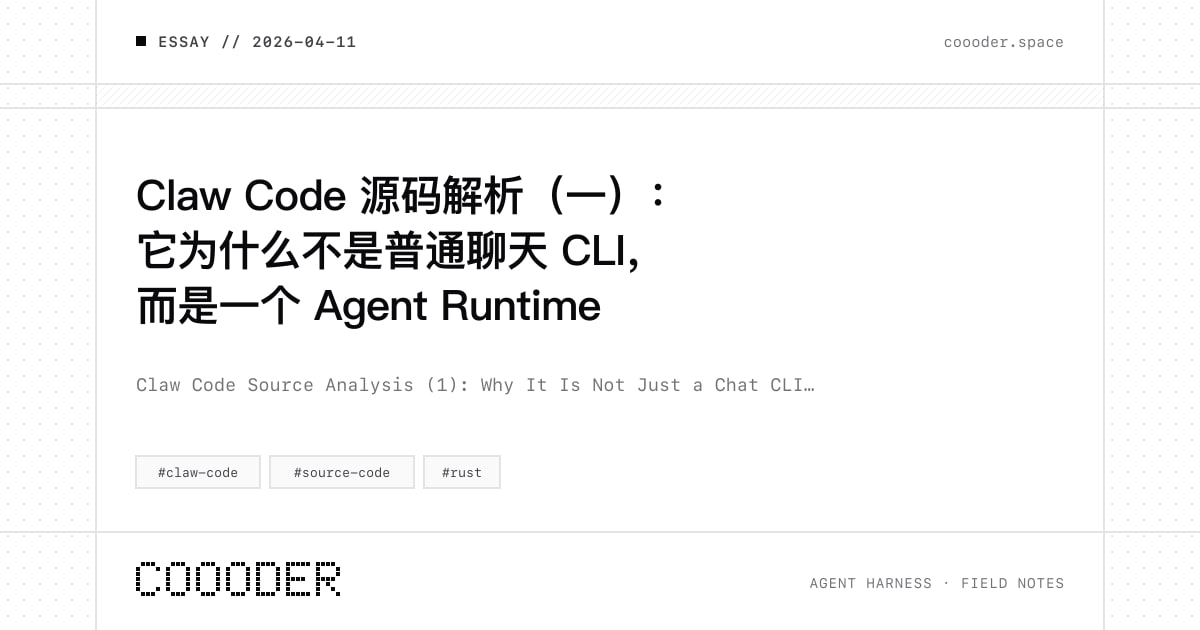 ESSAY // 2026-04-11
coooder.space
Claw Code 源码解析（一）：
它为什么不是普通聊天 CLI，
而是一个 Agent Runtime
Claw Code Source Analysis (1): Why It Is Not Just a Chat CLI…
#claw-code
#source-code
#rust
COOODER
AGENT HARNESS · FIELD NOTES